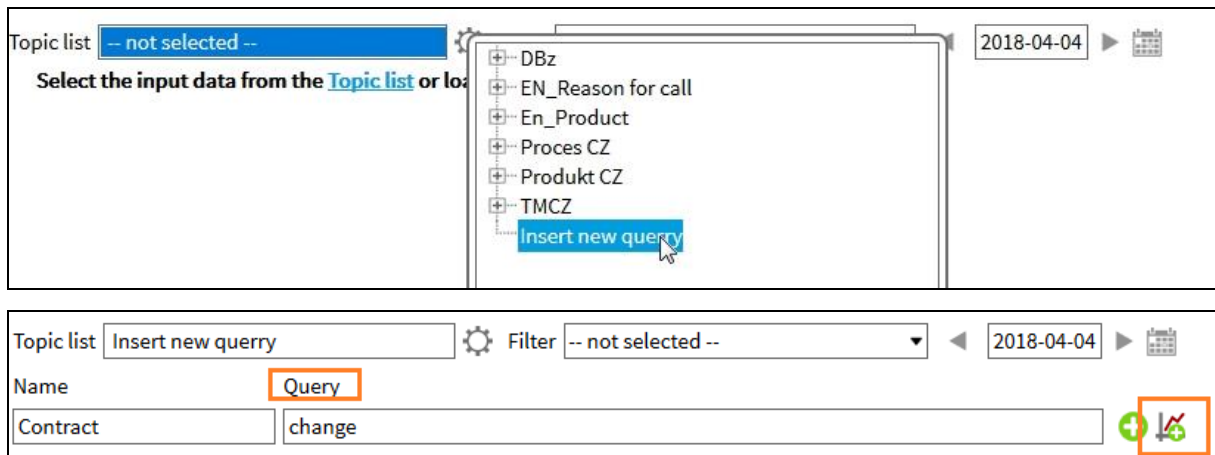 Topic list -- not selected -- 2018-04-04
Select the input data from the Topic list or loa
DBz
EN_Reason for call
En_Product
Proces CZ
Produkt CZ
TMCZ
Insert new querry
Topic list Insert new querry Filter -- not selected -- 2018-04-04
Name Query
Contract change